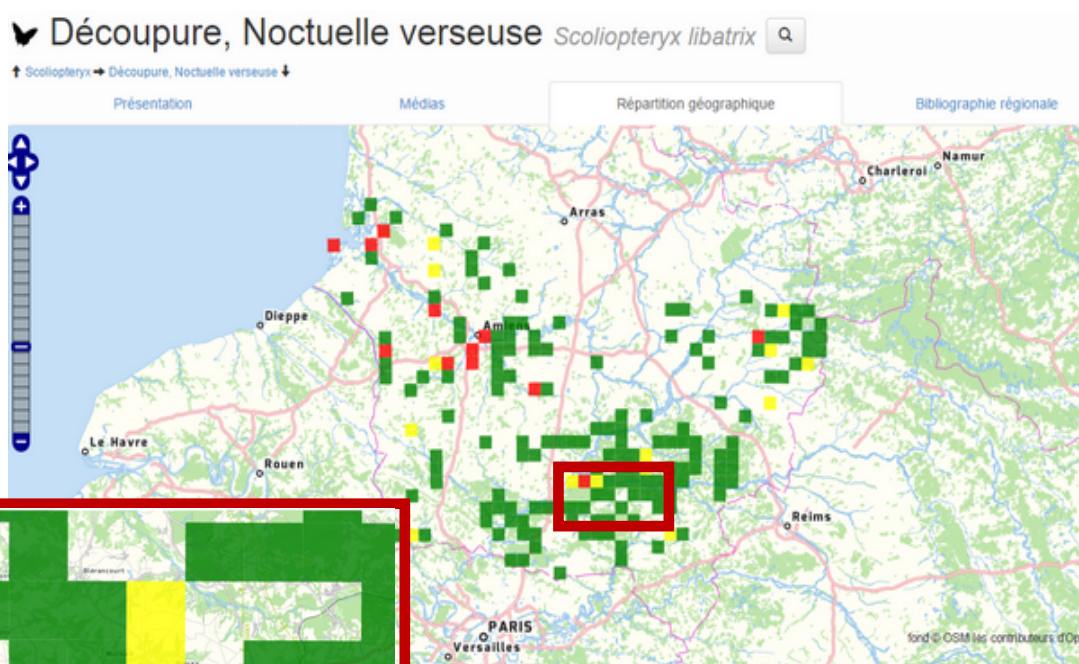 Découpure, Noctuelle verseuse Scoliopteryx libatrix
Scoliopteryx Découpure, Noctuelle verseuse
Présentation Médias Répartition géographique Bibliographie régionale
Namur
Charleroi
Arras
Dieppe
Amiens
Le Havre
Rouen
Reims
Blérancourt
PARIS
Versailles
fond © OSM les contributeurs d'Op